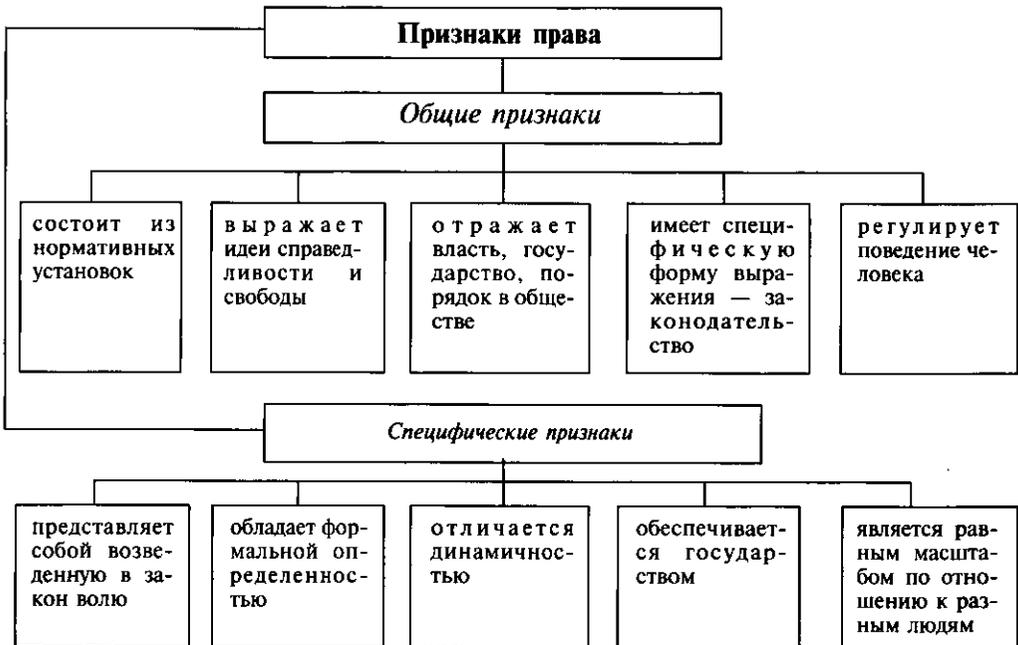 Признаки права
Общие признаки
состоит из
нормативных
установок
выражает
идеи справед-
ливости и
свободы
отражает
власть, госу-
дарство, по-
рядок в обще-
стве
имеет специ-
фическую
форму выра-
жения — за-
конодатель-
ство
регулирует
поведение че-
ловека
Специфические признаки
представляет
собой возве-
денную в за-
кон волю
обладает фор-
мальной оп-
ределеннос-
тью
отличается
динамичнос-
тью
обеспечивает-
ся государ-
ством
является рав-
ным масшта-
бом по отно-
шению к раз-
ным людям